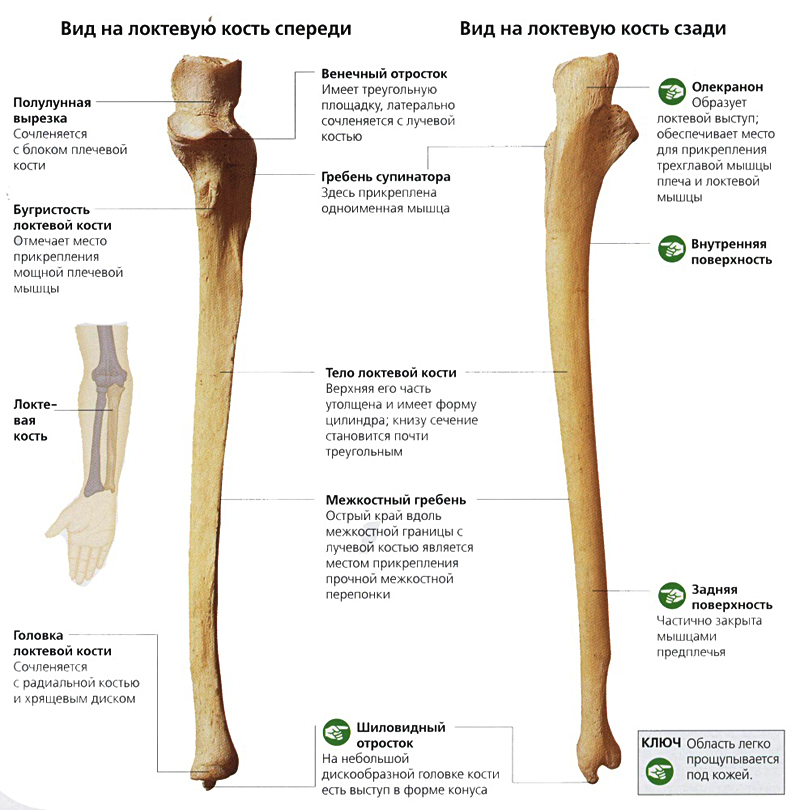 Вид на локтевую кость спереди
Вид на локтевую кость сзади
Полулунная
вырезка
Сочленяется
с блоком плечевой
кости
Бугристость
локтевой кости
Отмечает место
прикрепления
мощной плечевой
мышцы
Локте-
вая
кость
Головка
локтевой кости
Сочленяется
с радиальной костью
и хрящевым диском
Венечный отросток
Имеет треугольную
площадку, латерально
сочленяется с лучевой
костью
Гребень супинатора
Здесь прикреплена
одноименная мышца
Тело локтевой кости
Верхняя его часть
утолщена и имеет форму
цилиндра; книзу сечение
становится почти
треугольным
Межкостный гребень
Острый край вдоль
межкостной границы с
лучевой костью является
местом прикрепления
прочной межкостной
перепонки
Шиловидный
отросток
На небольшой
дискообразной головке кости
есть выступ в форме конуса
Олекранон
Образует
локтевой выступ;
обеспечивает место
для прикрепления
трехглавой мышцы
плеча и локтевой
мышцы
Внутренняя
поверхность
Задняя
поверхность
Частично закрыта
мышцами
предплечья
КЛЮЧ Область легко
прощупывается
под кожей.